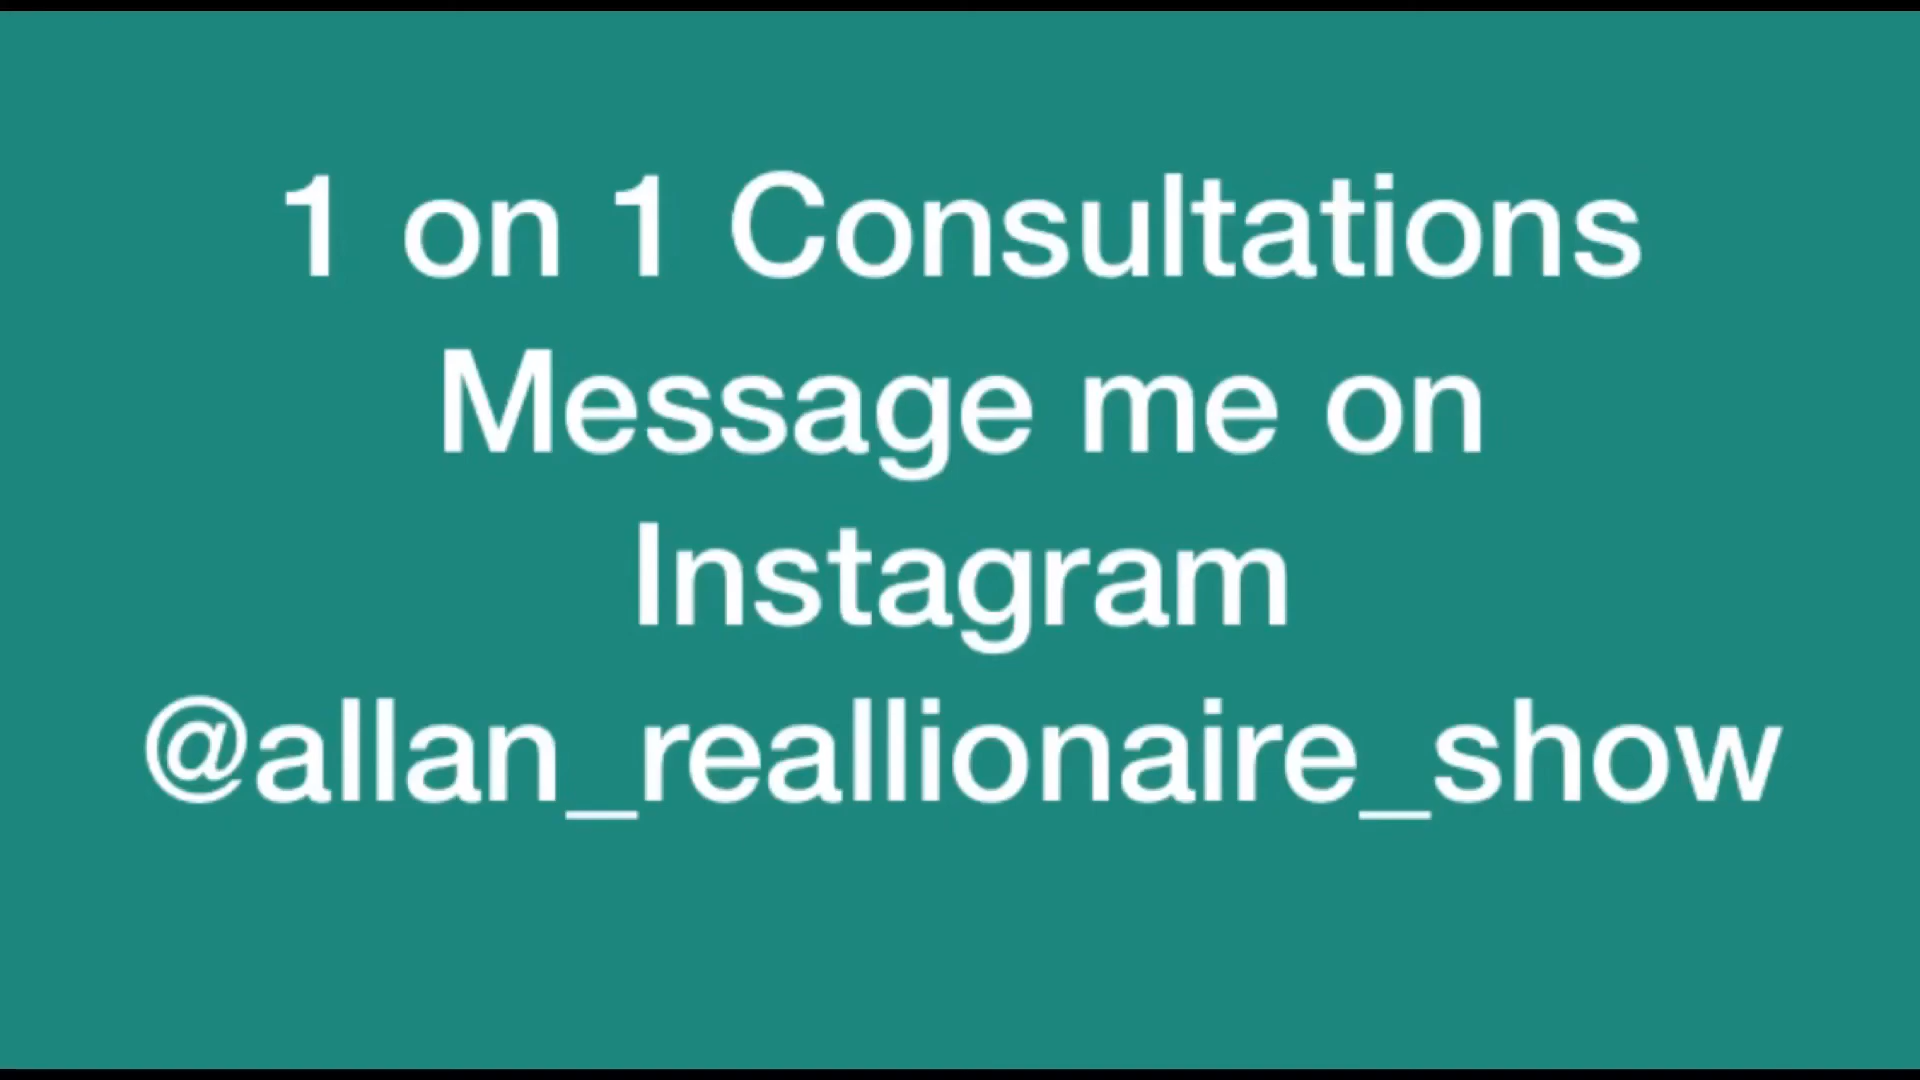 1 on 1 Consultations
Message me on
Instagram
@allan_reallionaire_show